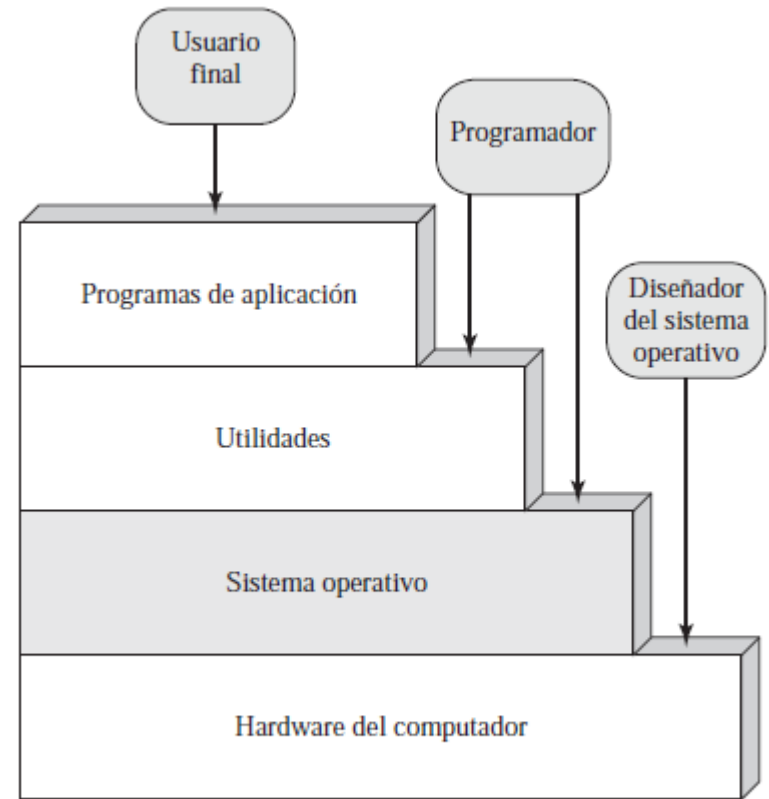 Usuario
final
Programador
Programas de aplicación
Diseñador
del sistema
operativo
Utilidades
Sistema operativo
Hardware del computador